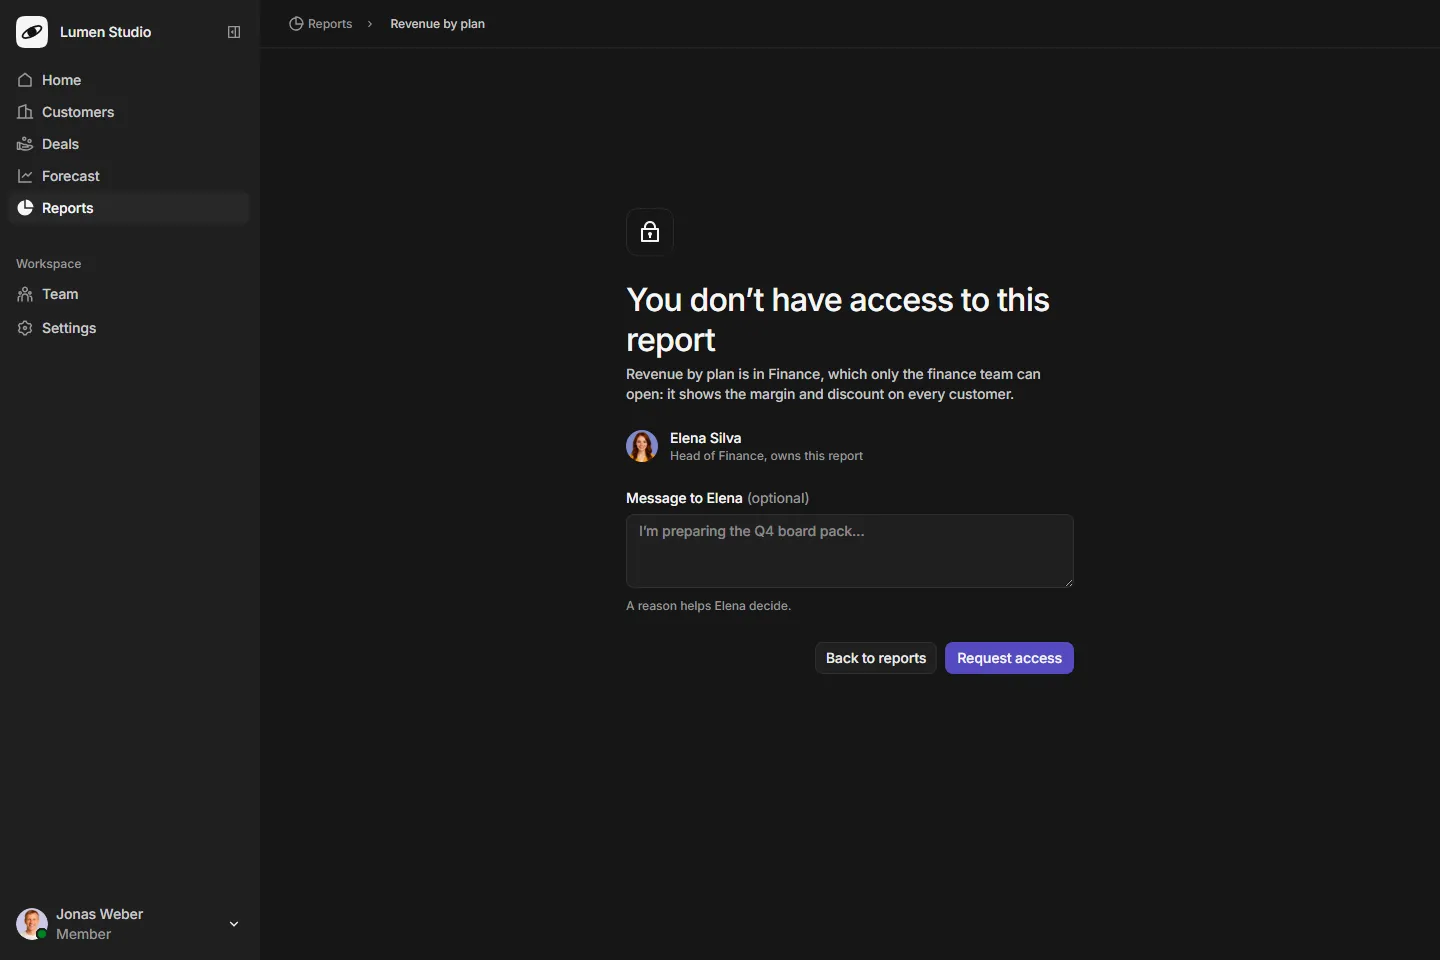 Lumen Studio
Home
Customers
Deals
Forecast
Reports
Workspace
Team
Settings
Jonas Weber
Member
Reports
Revenue by plan
You don’t have access to this
report
Revenue by plan is in Finance, which only the finance team can
open: it shows the margin and discount on every customer.
Elena Silva
Head of Finance, owns this report
Message to Elena (optional)
I’m preparing the Q4 board pack…
A reason helps Elena decide.
Back to reports
Request access